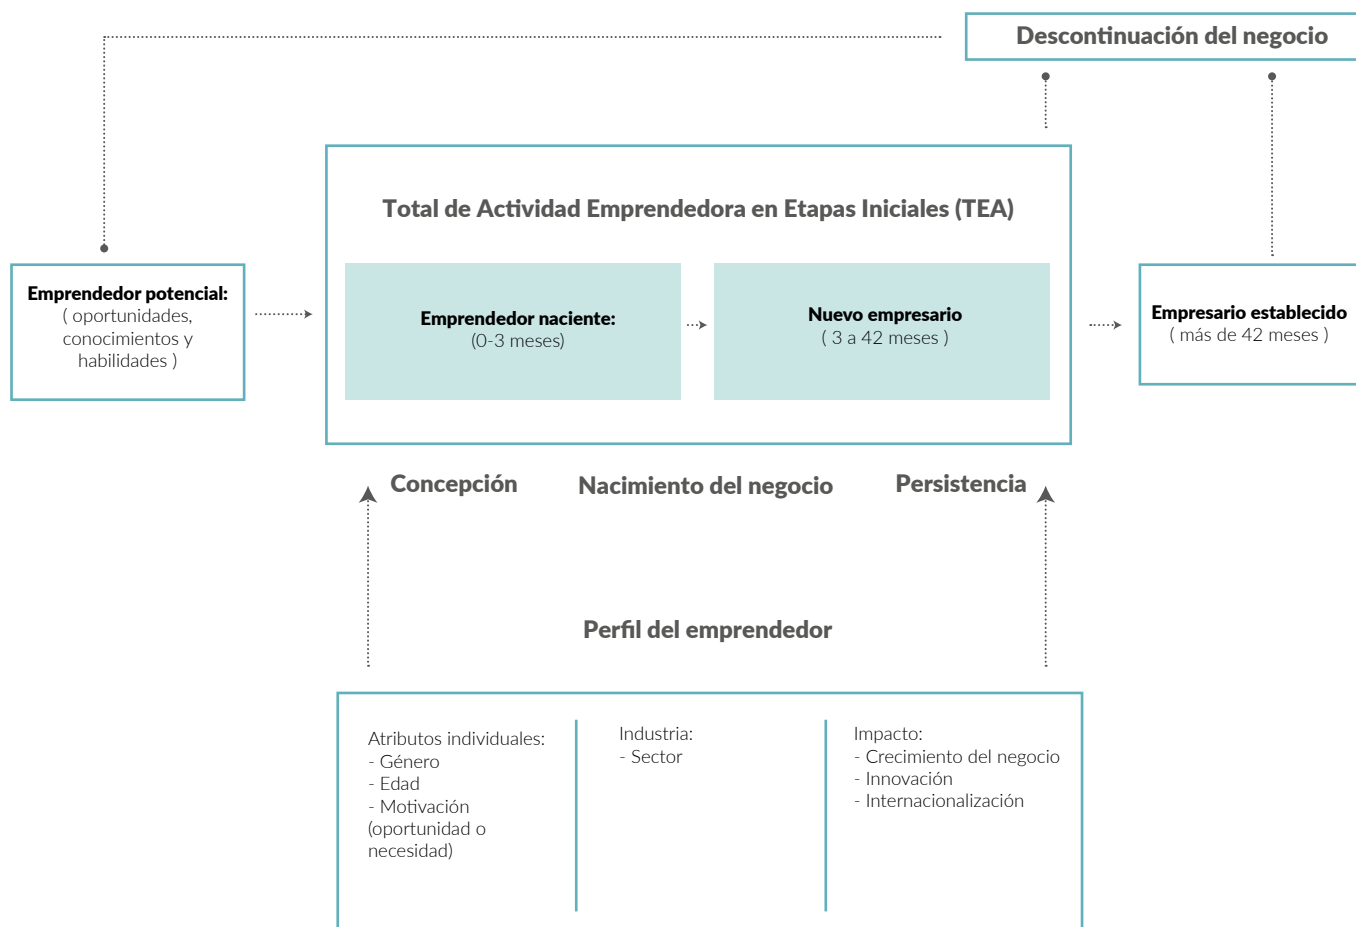 Descontinuación del negocio
Total de Actividad Emprendedora en Etapas Iniciales (TEA)
Emprendedor potencial:
( oportunidades,
conocimientos y
habilidades )
Emprendedor naciente:
(0-3 meses)
Nuevo empresario
( 3 a 42 meses )
Empresario establecido
( más de 42 meses )
Concepción
Nacimiento del negocio
Persistencia
Perfil del emprendedor
Atributos individuales:
- Género
- Edad
- Motivación
(oportunidad o
necesidad)
Industria:
- Sector
Impacto:
- Crecimiento del negocio
- Innovación
- Internacionalización